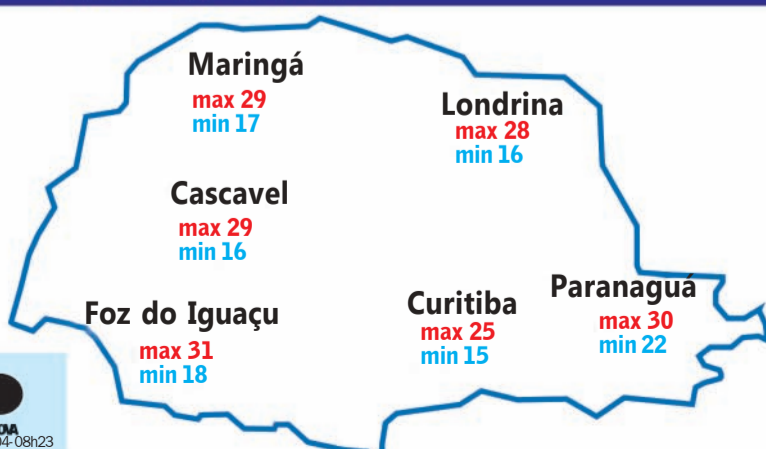 Maringá
max 29
min 17
Londrina
max 28
min 16
Cascavel
max 29
min 16
Foz do Iguaçu
max 31
min 18
Curitiba
max 25
min 15
Paranaguá
max 30
min 22
08h23